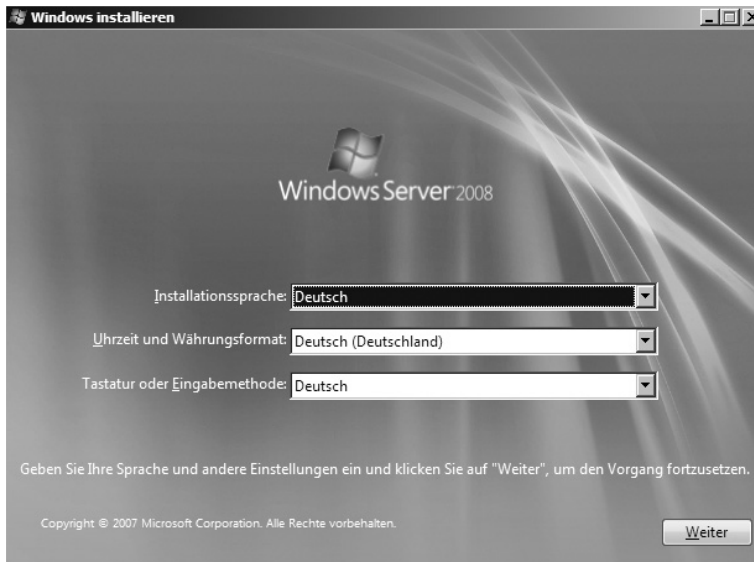 Windows installieren
Windows Server 2008
Installationssprache: Deutsch
Uhrzeit und Währungsformat: Deutsch (Deutschland)
Tastatur oder Eingabemethode: Deutsch
Geben Sie Ihre Sprache und andere Einstellungen ein und klicken Sie auf "Weiter", um den Vorgang fortzusetzen.
Copyright © 2007 Microsoft Corporation. Alle Rechte vorbehalten.
Weiter